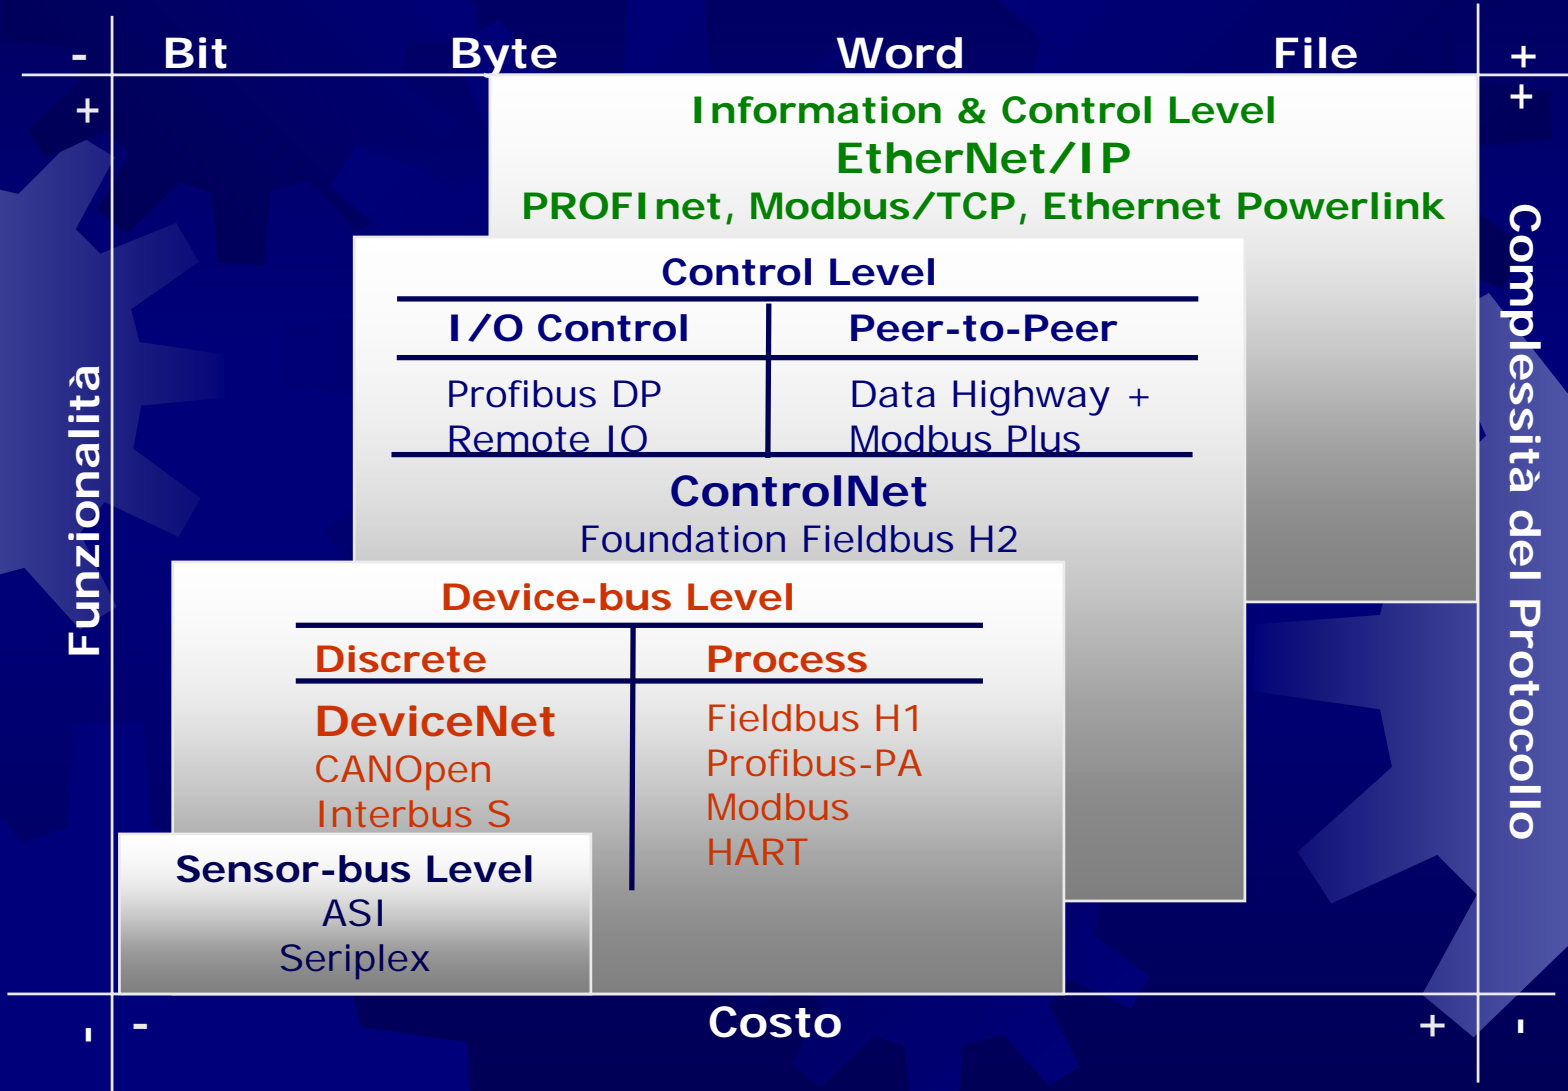 - Bit Byte Word File +
+ +
Information & Control Level
EtherNet/IP
PROFInet, Modbus/TCP, Ethernet Powerlink
Control Level
I/O Control Peer-to-Peer
Profibus DP Data Highway +
Remote IO Modbus Plus
ControlNet
Foundation Fieldbus H2
Device-bus Level
Discrete Process
DeviceNet Fieldbus H1
CANOpen Profibus-PA
Interbus S Modbus
HART
Sensor-bus Level
ASI
Seriplex
Funzionalità
Complessità del Protocollo
- - Costo + -